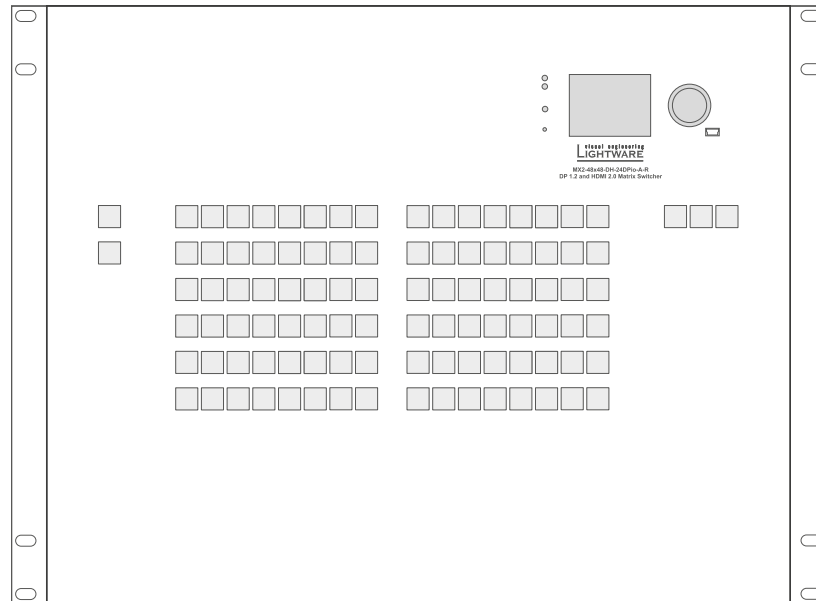 visual engineering
LIGHTWARE
MX2-48x48-DH-24DPio-A-R
DP 1.2 and HDMI 2.0 Matrix Switcher